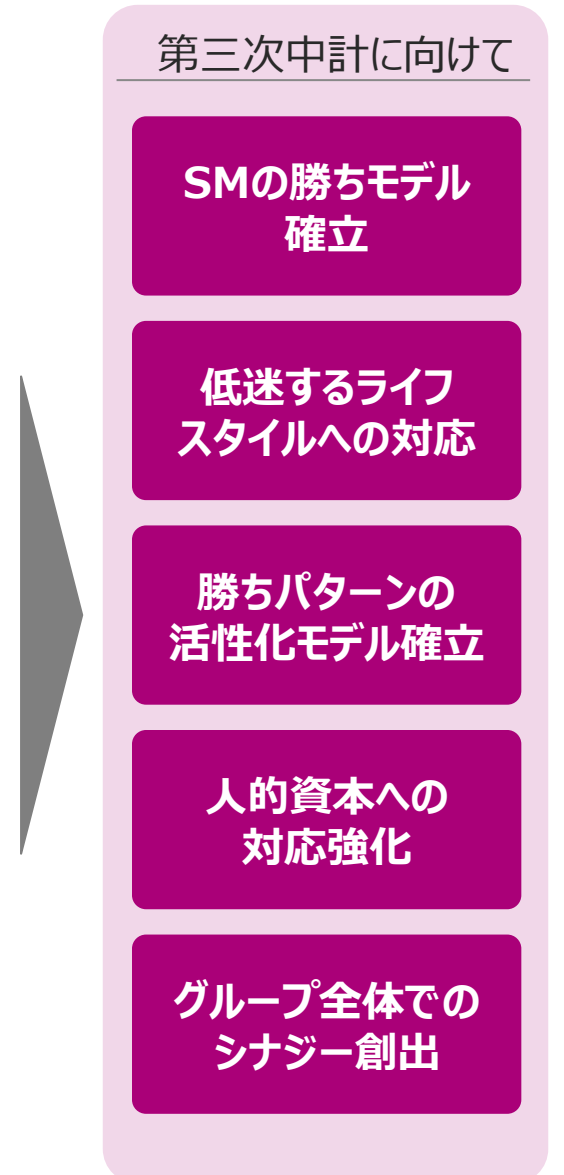 第三次中計に向けて
SMの勝ちモデル
確立
低迷するライフ
スタイルへの対応
勝ちパターンの
活性化モデル確立
人的資本への
対応強化
グループ全体での
シナジー創出